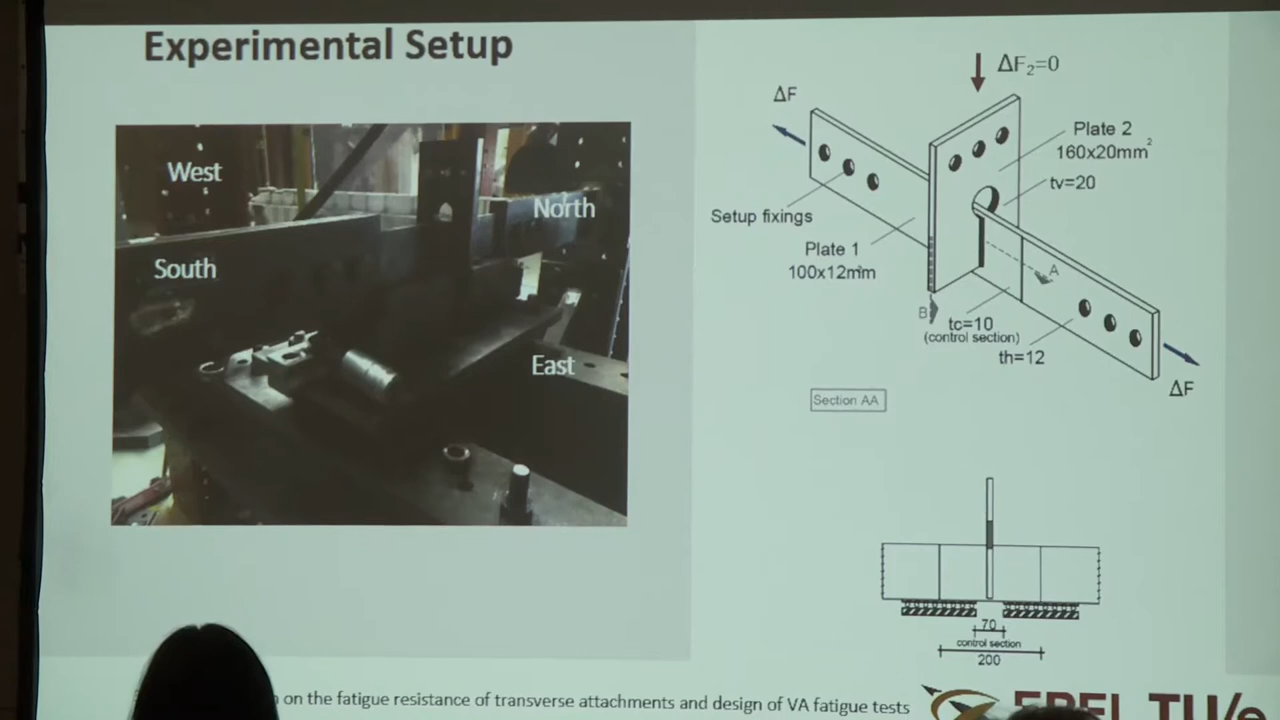 Experimental Setup
West
North
South
East
ΔF₂=0
ΔF
Plate 2
160x20mm²
tv=20
Setup fixings
Plate 1
100x12mm
A
B
tc=10
(control section)
th=12
ΔF
Section AA
70
control section
200
on the fatigue resistance of transverse attachments and design of VA fatigue tests
TU/e